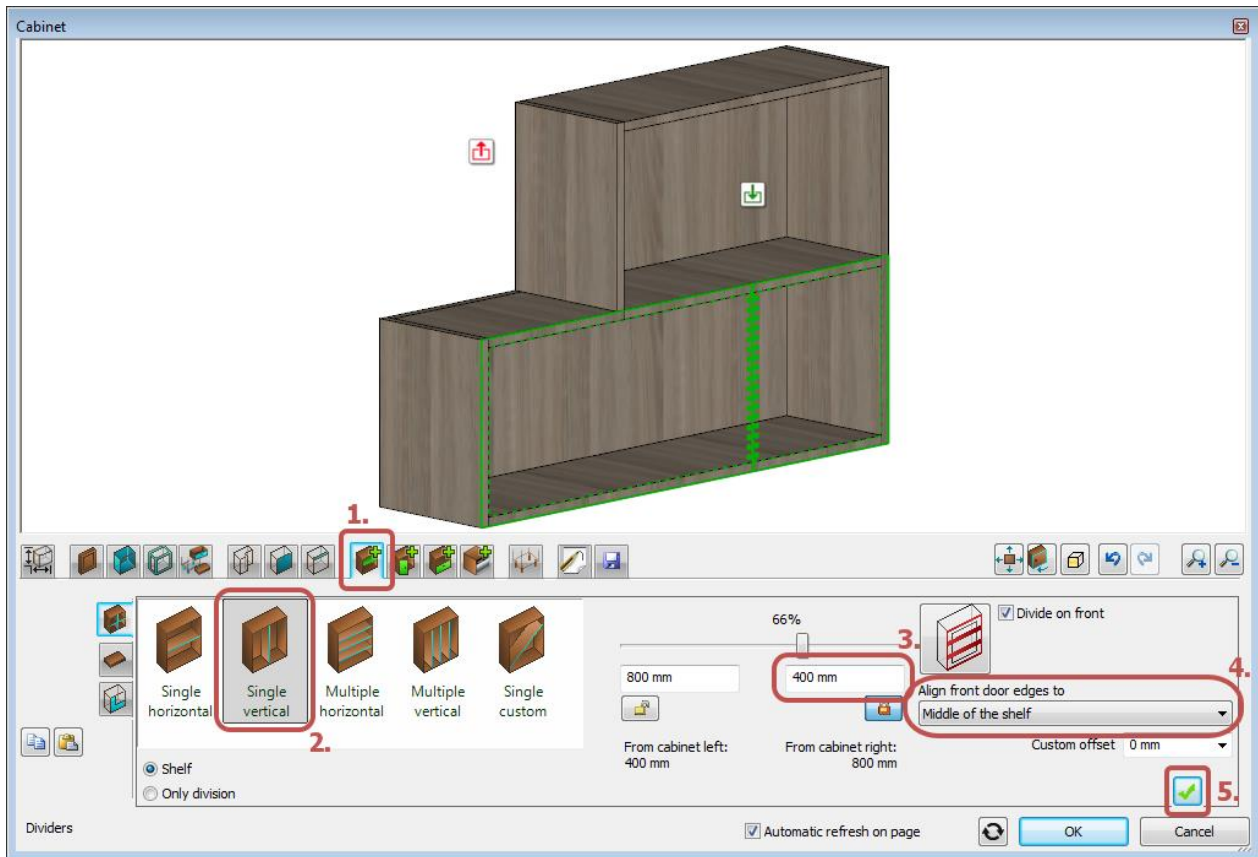 Cabinet
1.
66%
Divide on front
3.
4.
800 mm
400 mm
Align front door edges to
Single
horizontal
Single
vertical
Multiple
horizontal
Multiple
vertical
Single
custom
Middle of the shelf
2.
From cabinet left:
400 mm
From cabinet right:
800 mm
Custom offset
0 mm
Shelf
Only division
5.
Dividers
Automatic refresh on page
OK
Cancel